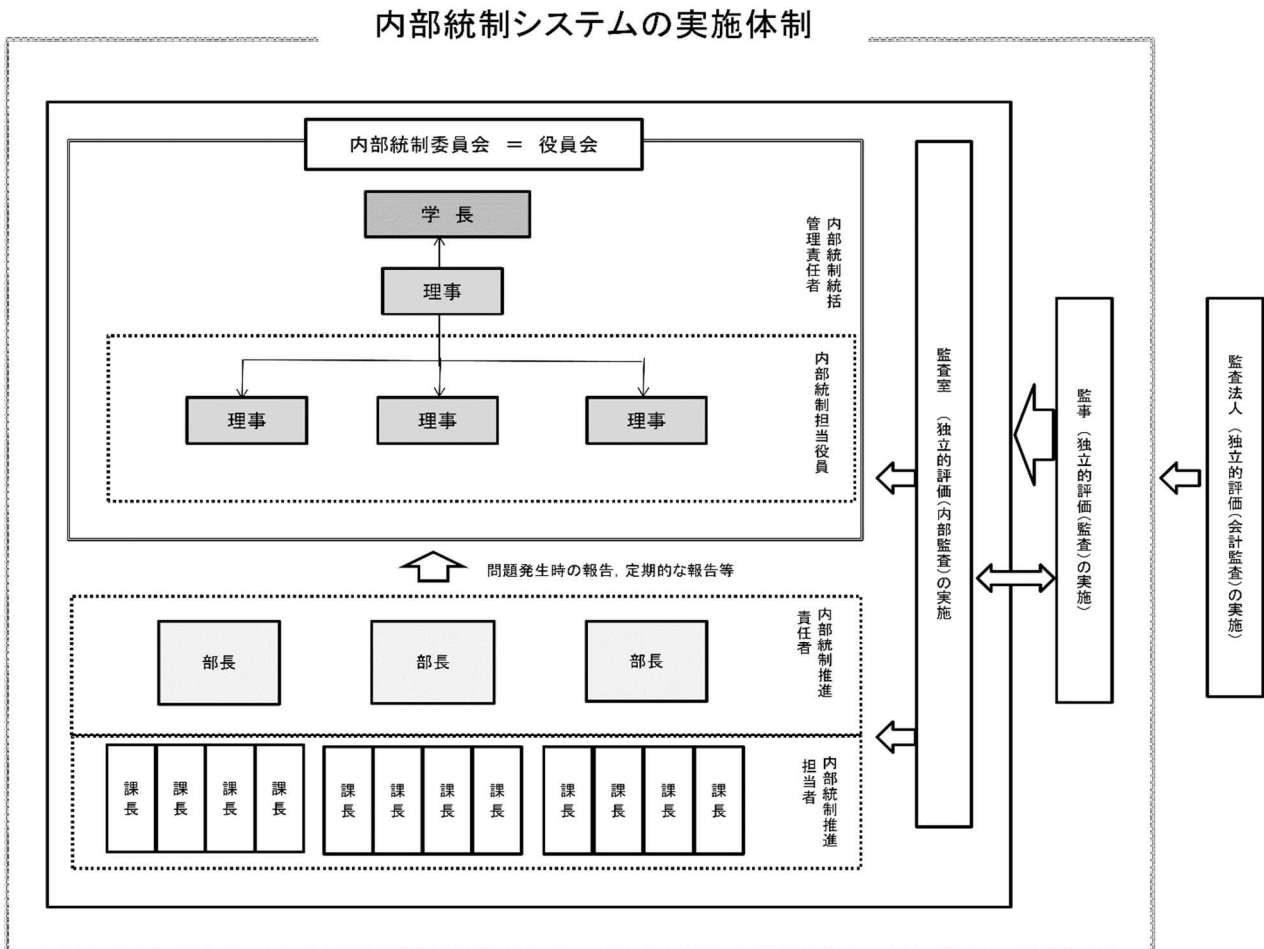 内部統制システムの実施体制
内部統制委員会 ＝ 役員会
学 長
理事
内部統制統括
管理責任者
理事
理事
理事
内部統制担当役員
問題発生時の報告，定期的な報告等
部長
部長
部長
内部統制推進
責任者
課長
課長
課長
課長
課長
課長
課長
課長
課長
課長
課長
課長
内部統制推進
担当者
監査室 （独立的評価（内部監査）の実施
監事 （独立的評価（監査）の実施）
監査法人 （独立的評価（会計監査）の実施）